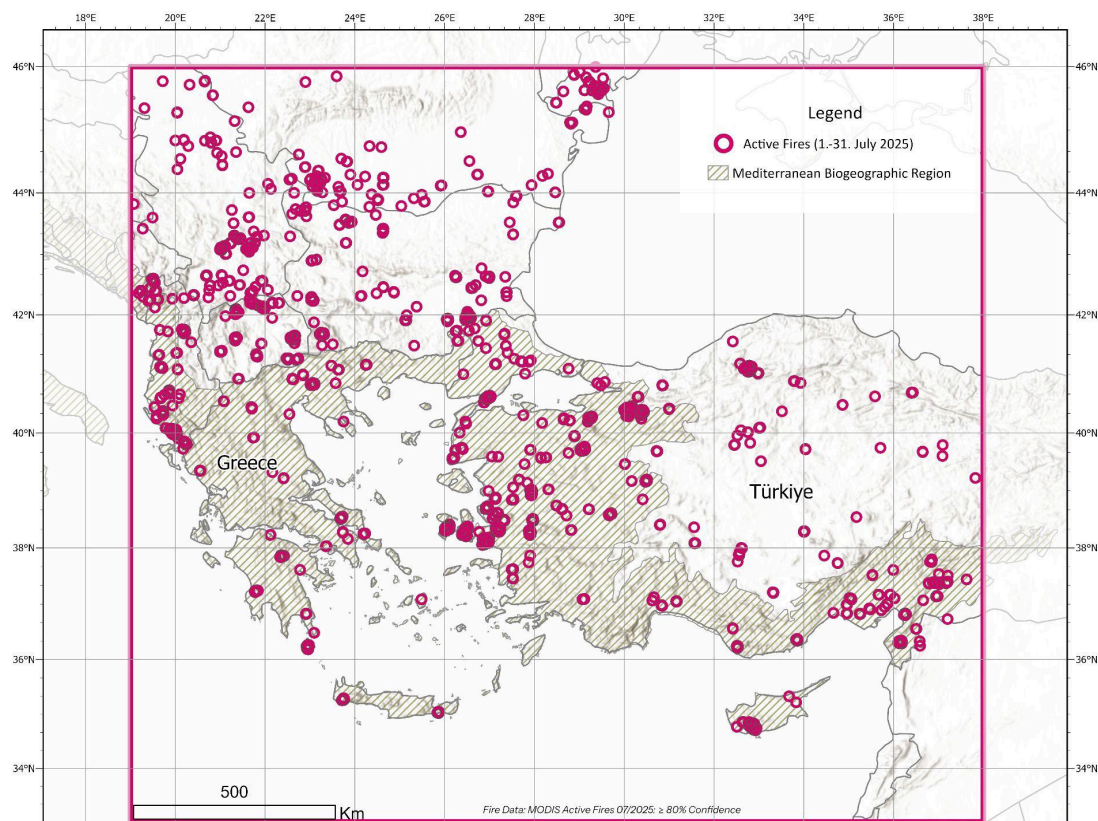 20°E 22°E 24°E 26°E 28°E 30°E 32°E 34°E 36°E 38°E
18°E
46°N 46°N
Legend
Active Fires (1.-31. July 2025)
Mediterranean Biogeographic Region
44°N 44°N
42°N 42°N
40°N 40°N
Greece
Türkiye
38°N 38°N
36°N 36°N
34°N 34°N
500
Km
Fire Data: MODIS Active Fires 07/2025: ≥ 80% Confidence